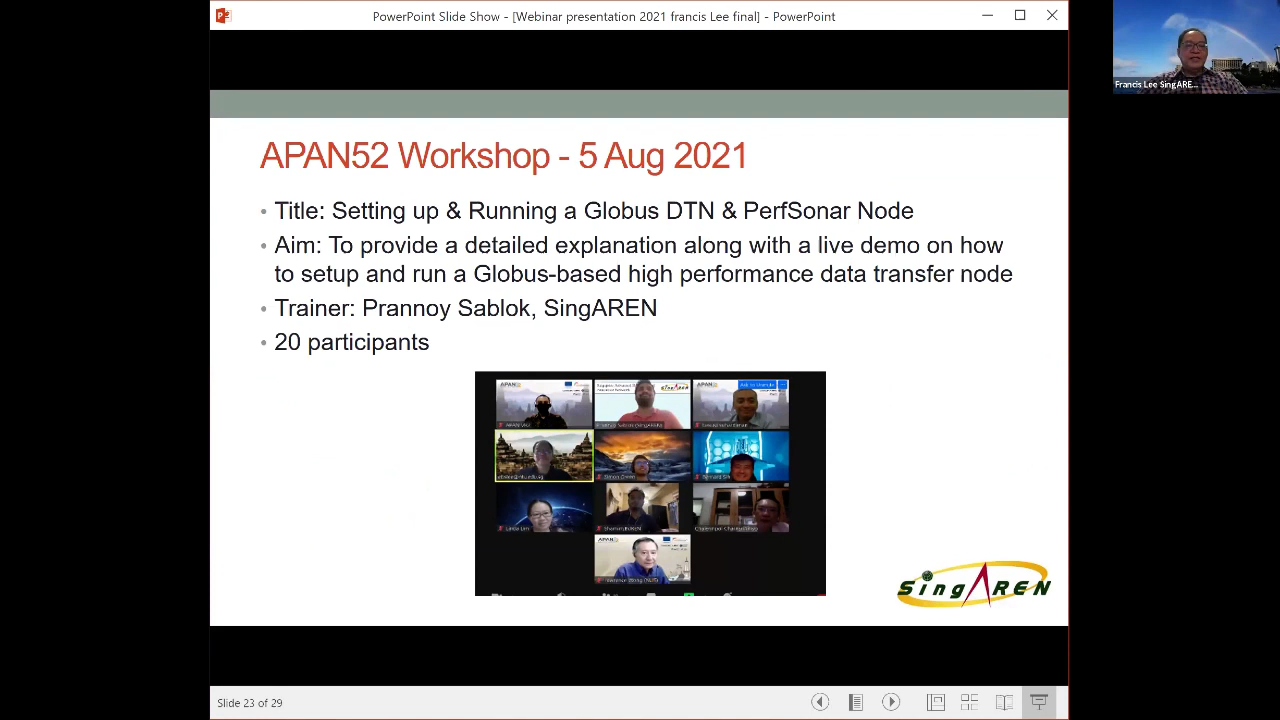 PowerPoint Slide Show - [Webinar presentation 2021 francis Lee final] - PowerPoint
Francis Lee SingARE...
APAN52 Workshop - 5 Aug 2021
• Title: Setting up & Running a Globus DTN & PerfSonar Node
• Aim: To provide a detailed explanation along with a live demo on how
to setup and run a Globus-based high performance data transfer node
• Trainer: Prannoy Sablok, SingAREN
• 20 participants
SingAREN
Slide 23 of 29